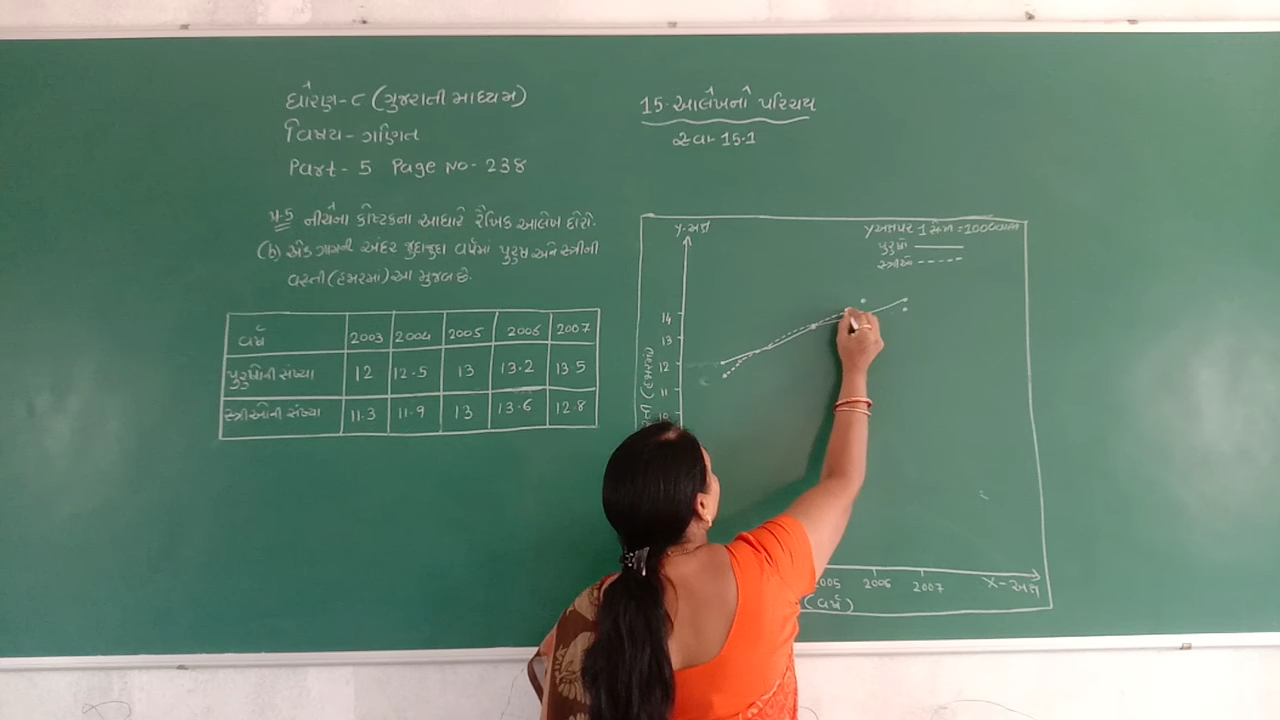 ધોરણ-૮ (ગુજરાતી માધ્યમ)
વિષય - ગણિત
Part - 5 Page No - 238
15. આલેખનો પરિચય
સ્વા- 15.1
પ્ર-5 નીચેના કોષ્ટકના આધારે રૈખિક આલેખ દોરો.
(b) એક ગામની અંદર જુદાજુદા વર્ષમાં પુરુષ અને સ્ત્રીની
વસ્તી (હજારમાં) આ મુજબ છે.
વર્ષ 2003 2004 2005 2006 2007
પુરુષોની સંખ્યા 12 12.5 13 13.2 13.5
સ્ત્રીઓની સંખ્યા 11.3 11.9 13 13.6 12.8
y-અક્ષ
y અક્ષ પર 1 સેમી =1000
પુરુષો
સ્ત્રીઓ
14
13
12
11
10
(હજારમાં)
2005 2006 2007
X-અક્ષ
(વર્ષ)